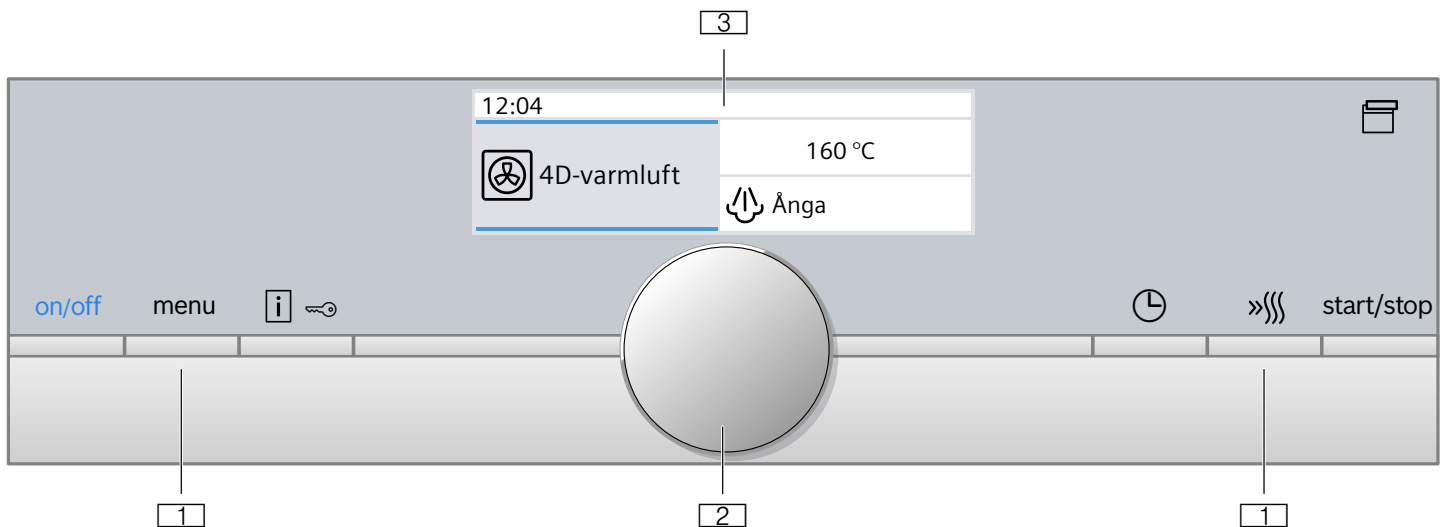 3
12:04
160 °C
4D-varmluft
Ånga
on/off menu i start/stop
1 2 1